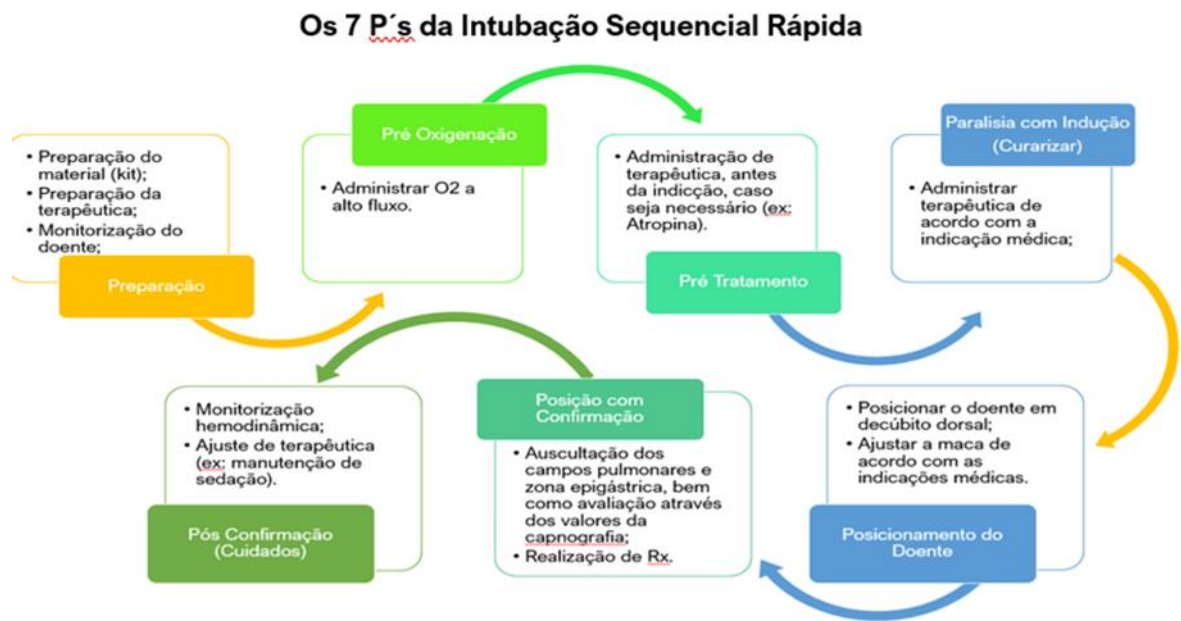 Os 7 P´s da Intubação Sequencial Rápida
• Preparação do
material (kit);
• Preparação da
terapêutica;
• Monitorização do
doente;
Preparação
Pré Oxigenação
• Administrar O2 a
alto fluxo.
• Administração de
terapêutica, antes
da indicção, caso
seja necessário (ex:
Atropina).
Pré Tratamento
Paralisia com Indução
(Curarizar)
• Administrar
terapêutica de
acordo com a
indicação médica;
• Posicionar o doente em
decúbito dorsal;
• Ajustar a maca de
acordo com as
indicações médicas.
Posicionamento do
Doente
Posição com
Confirmação
• Auscultação dos
campos pulmonares e
zona epigástrica, bem
como avaliação através
dos valores da
capnografia;
• Realização de Rx.
• Monitorização
hemodinâmica;
• Ajuste de terapêutica
(ex: manutenção de
sedação).
Pós Confirmação
(Cuidados)